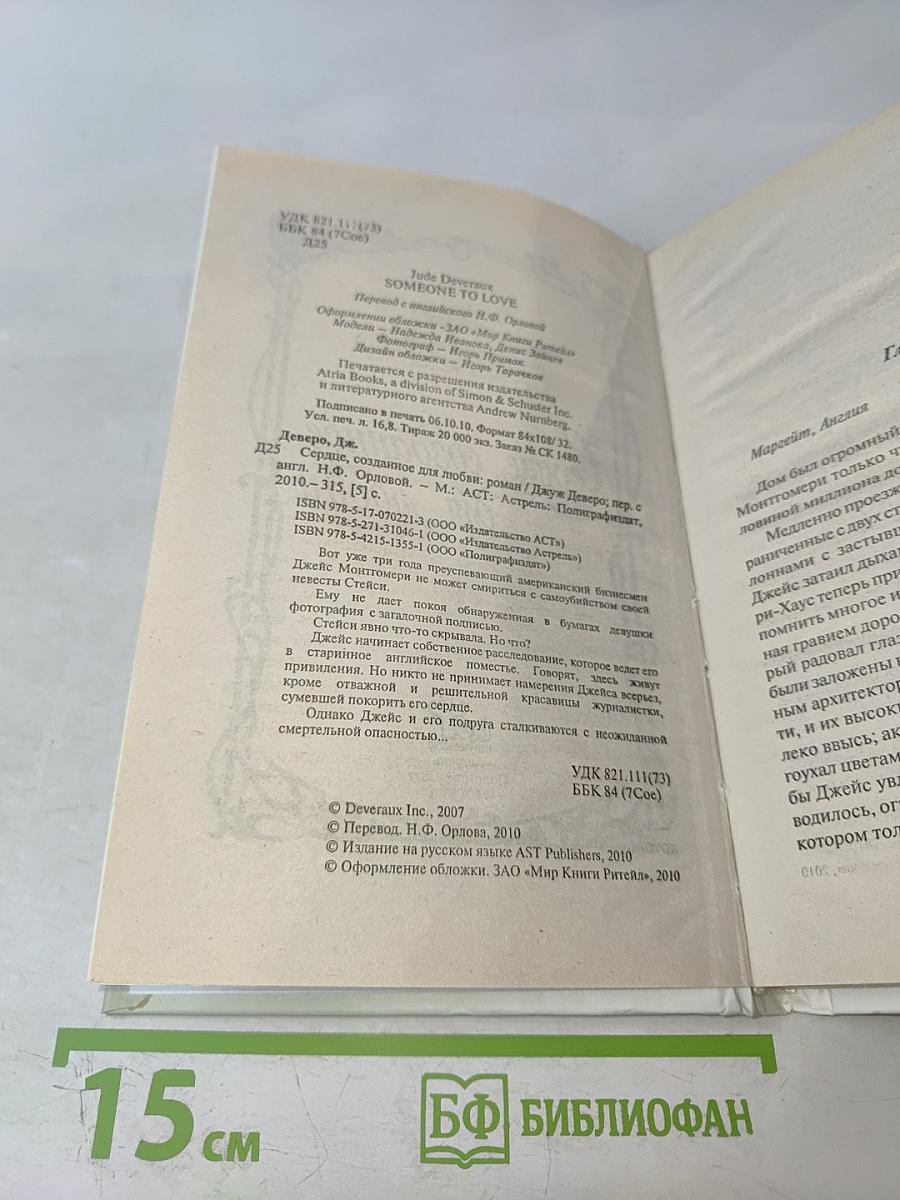 УДК 821.111(73)
ББК 84 (7Сое)
Д25
Jude Deveraux
SOMEONE TO LOVE
Перевод с английского Н.Ф. Орловой
Оформлении обложки –ЗАО «Мир Книги Ритейл»
Модели — Надежда Иванова, Денис Зайцев
Фотограф — Игорь Примак
Дизайн обложки — Игорь Тарачков
Печатается с разрешения издательства
Atria Books, a division of Simon & Schuster Inc.
и литературного агентства Andrew Nurnberg.
Подписано в печать 06.10.10. Формат 84x108/ 32.
Усл. печ. л. 16,8. Тираж 20 000 экз. Заказ № СК 1480.
Деверо, Дж.
Д25 Сердце, созданное для любви: роман / Джуж Деверо; пер. с
англ. Н.Ф. Орловой. – М.: АСТ: Астрель: Полиграфиздат,
2010.– 315, [5] с.
ISBN 978-5-17-070221-3 (ООО «Издательство АСТ»)
ISBN 978-5-271-31046-1 (ООО «Издательство Астрель»)
ISBN 978-5-4215-1355-1 (ООО «Полиграфиздат»)
Вот уже три года преуспевающий американский бизнесмен
Джейс Монтгомери не может смириться с самоубийством своей
невесты Стейси.
Ему не дает покоя обнаруженная в бумагах девушки
фотография с загадочной подписью.
Стейси явно что-то скрывала. Но что?
Джейс начинает собственное расследование, которое ведет его
в старинное английское поместье. Говорят, здесь живут
привидения. Но никто не принимает намерения Джейса всерьез,
кроме отважной и решительной красавицы журналистки,
сумевшей покорить его сердце.
Однако Джейс и его подруга сталкиваются с неожиданной
смертельной опасностью...
УДК 821.111(73)
ББК 84 (7Сое)
© Deveraux Inc., 2007
© Перевод. Н.Ф. Орлова, 2010
© Издание на русском языке AST Publishers, 2010
© Оформление обложки. ЗАО «Мир Книги Ритейл», 2010
Гл
Маргейт, Англия
Дом был огромный
Монтгомери только ч
ловиной миллиона до
Медленно проезж
раниченные с двух ст
лоннами с застывш
Джейс затаил дыха
ри-Хаус теперь при
помнить многое и
ная гравием доро
рый радовал глаз
были заложены
ным архитектор
ти, и их высок
леко ввысь; ак
гоухал цветам
бы Джейс увл
водилось, огр
котором тол
15 см
БФ БИБЛИОФАН